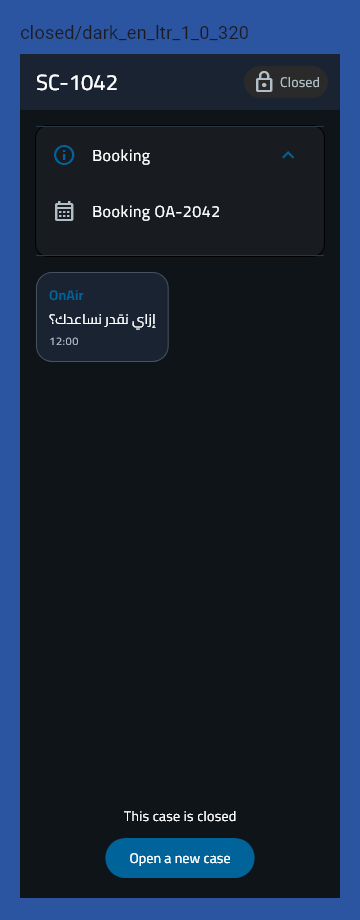 closed/dark_en_ltr_1_0_320
SC-1042
Closed
Booking
Booking OA-2042
OnAir
إزاي نقدر نساعدك؟
12:00
This case is closed
Open a new case